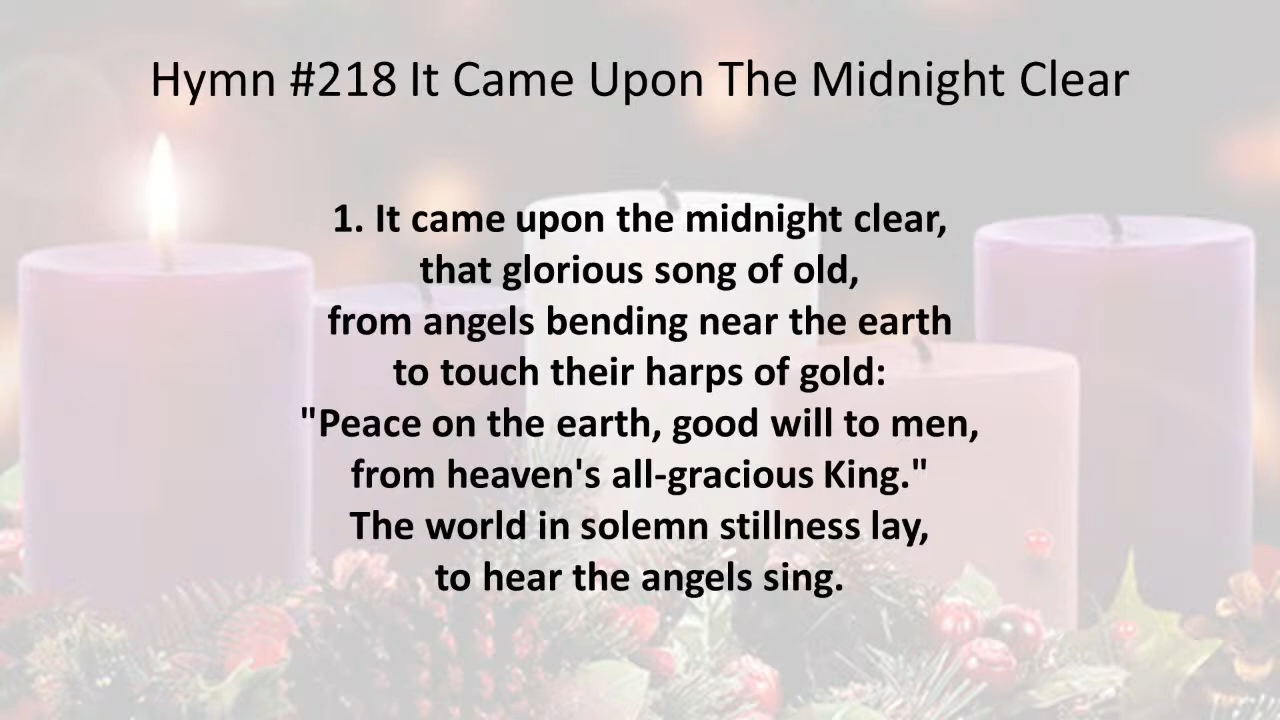 Hymn #218 It Came Upon The Midnight Clear
1. It came upon the midnight clear,
that glorious song of old,
from angels bending near the earth
to touch their harps of gold:
"Peace on the earth, good will to men,
from heaven's all-gracious King."
The world in solemn stillness lay,
to hear the angels sing.